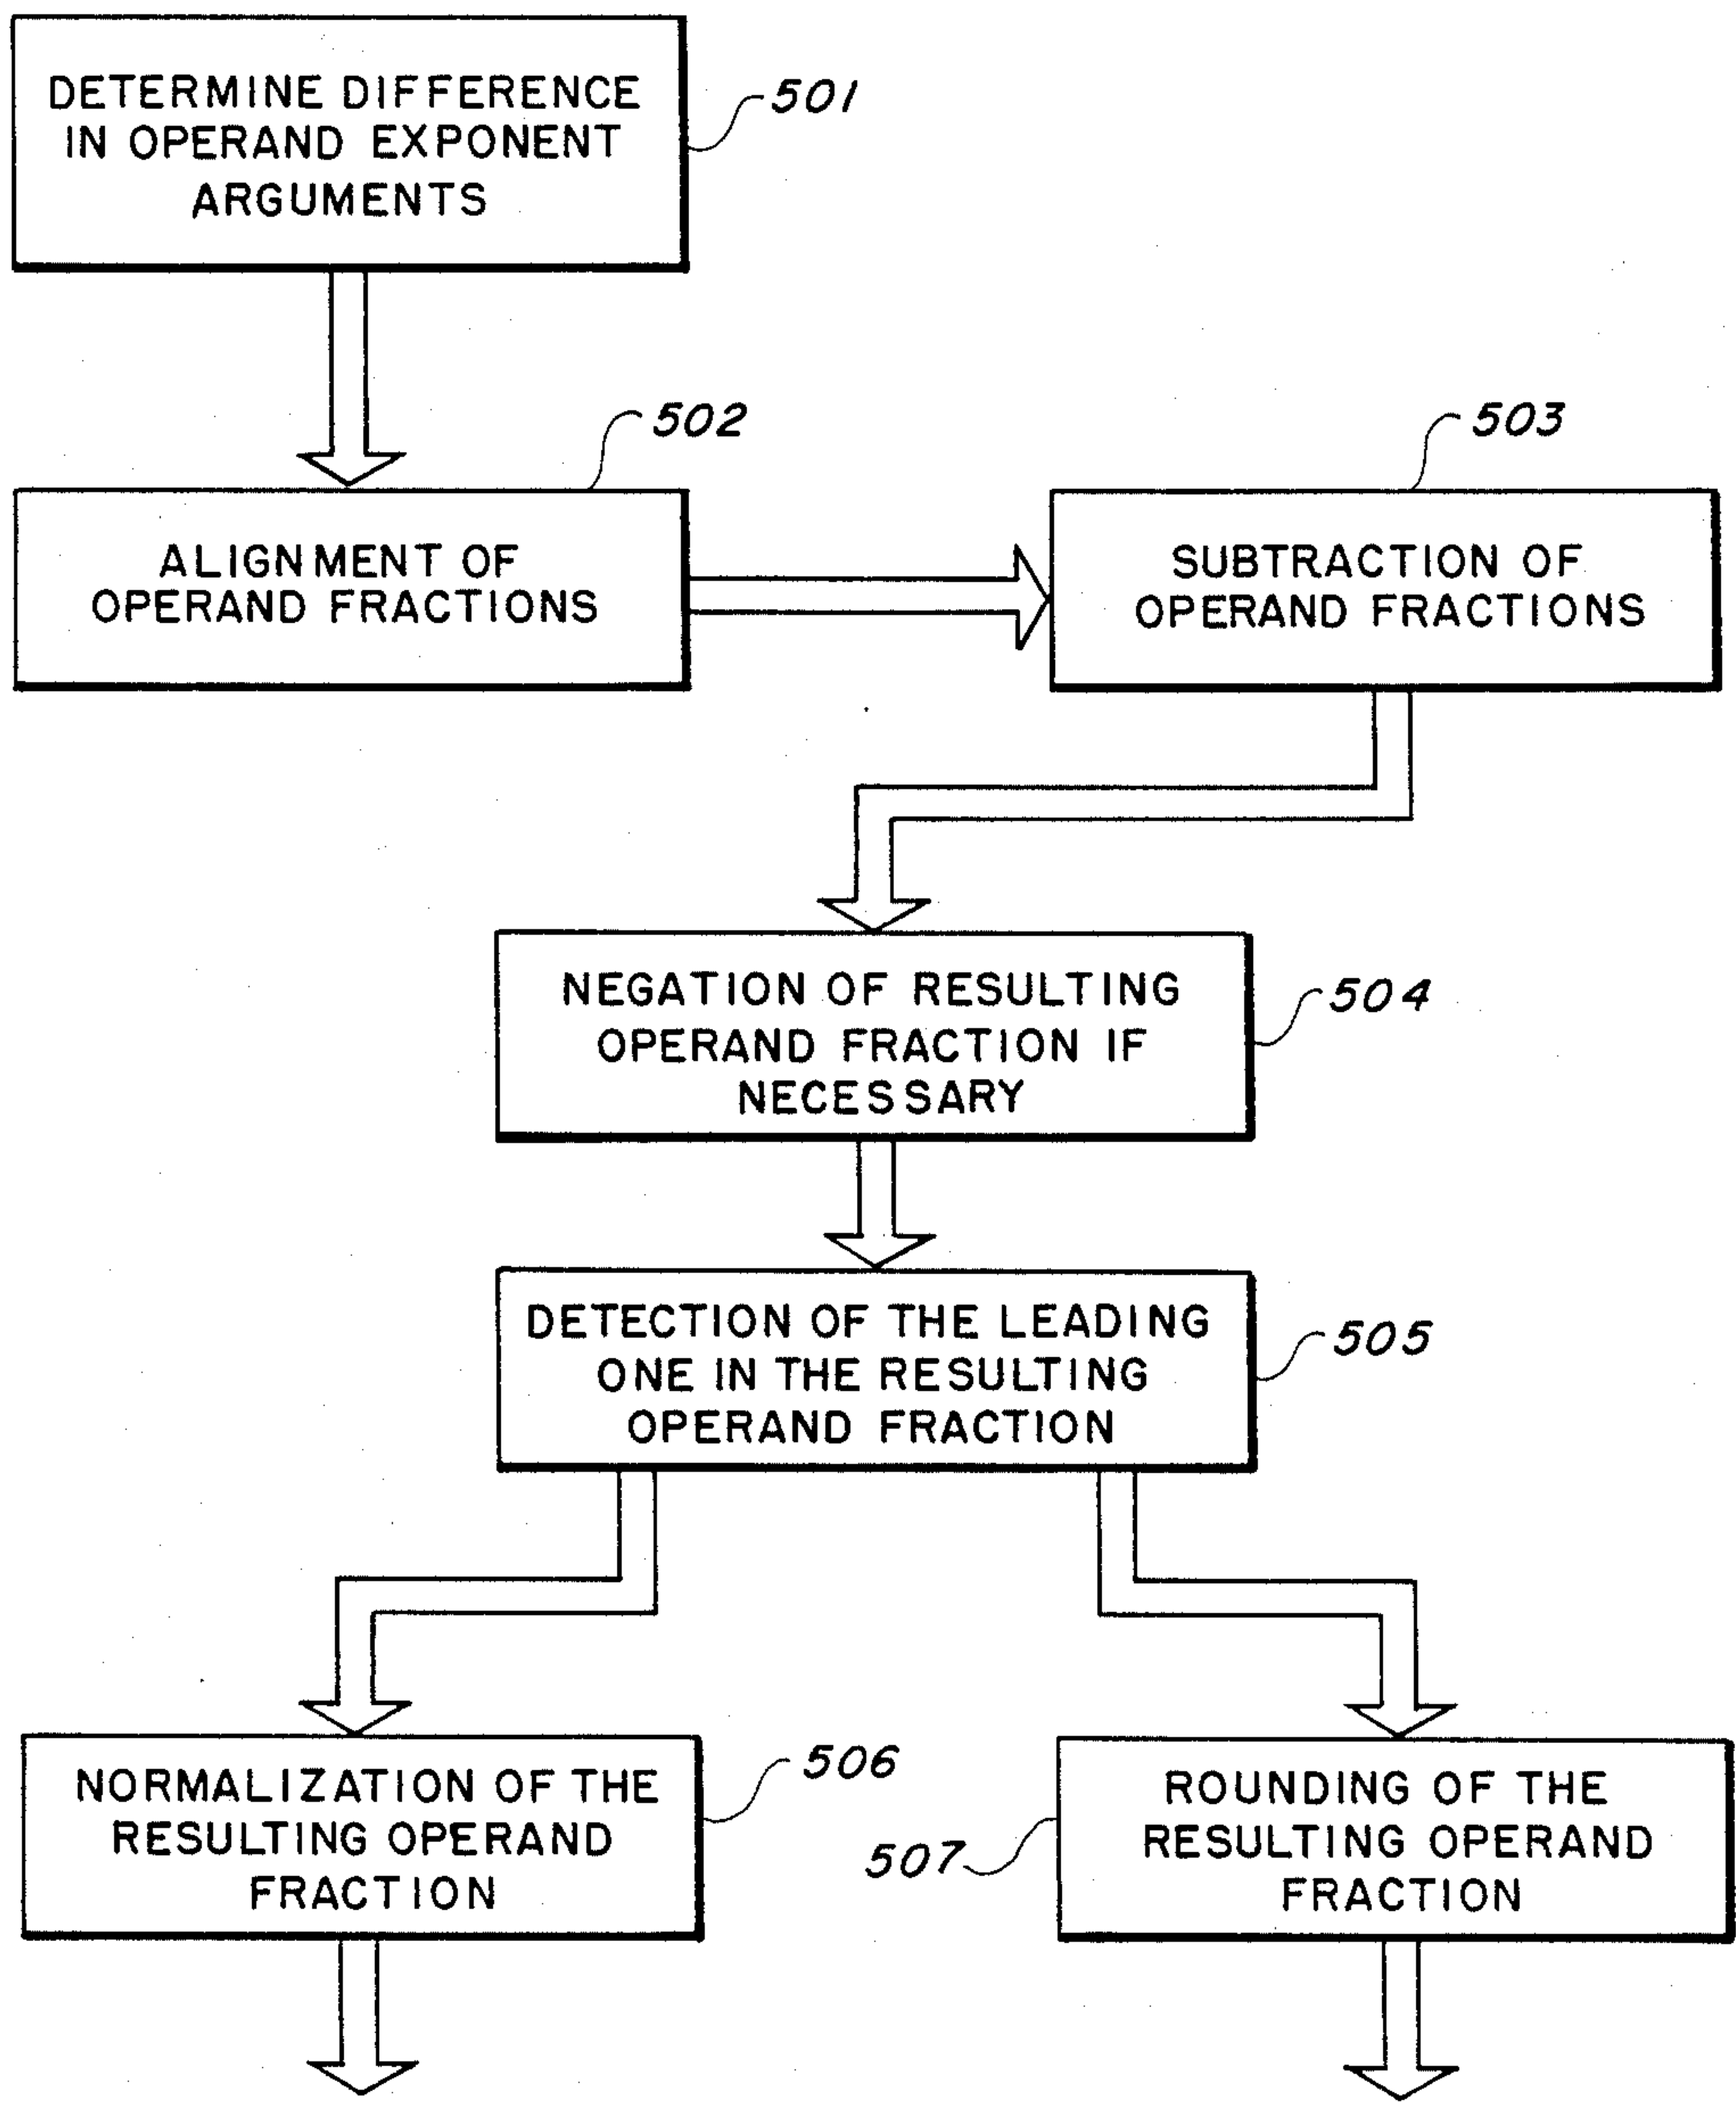 DETERMINE DIFFERENCE
IN OPERAND EXPONENT
ARGUMENTS
501
502
503
ALIGNMENT OF
OPERAND FRACTIONS
SUBTRACTION OF
OPERAND FRACTIONS
NEGATION OF RESULTING
OPERAND FRACTION IF
NECESSARY
504
DETECTION OF THE LEADING
ONE IN THE RESULTING
OPERAND FRACTION
505
NORMALIZATION OF THE
RESULTING OPERAND
FRACTION
506
507
ROUNDING OF THE
RESULTING OPERAND
FRACTION